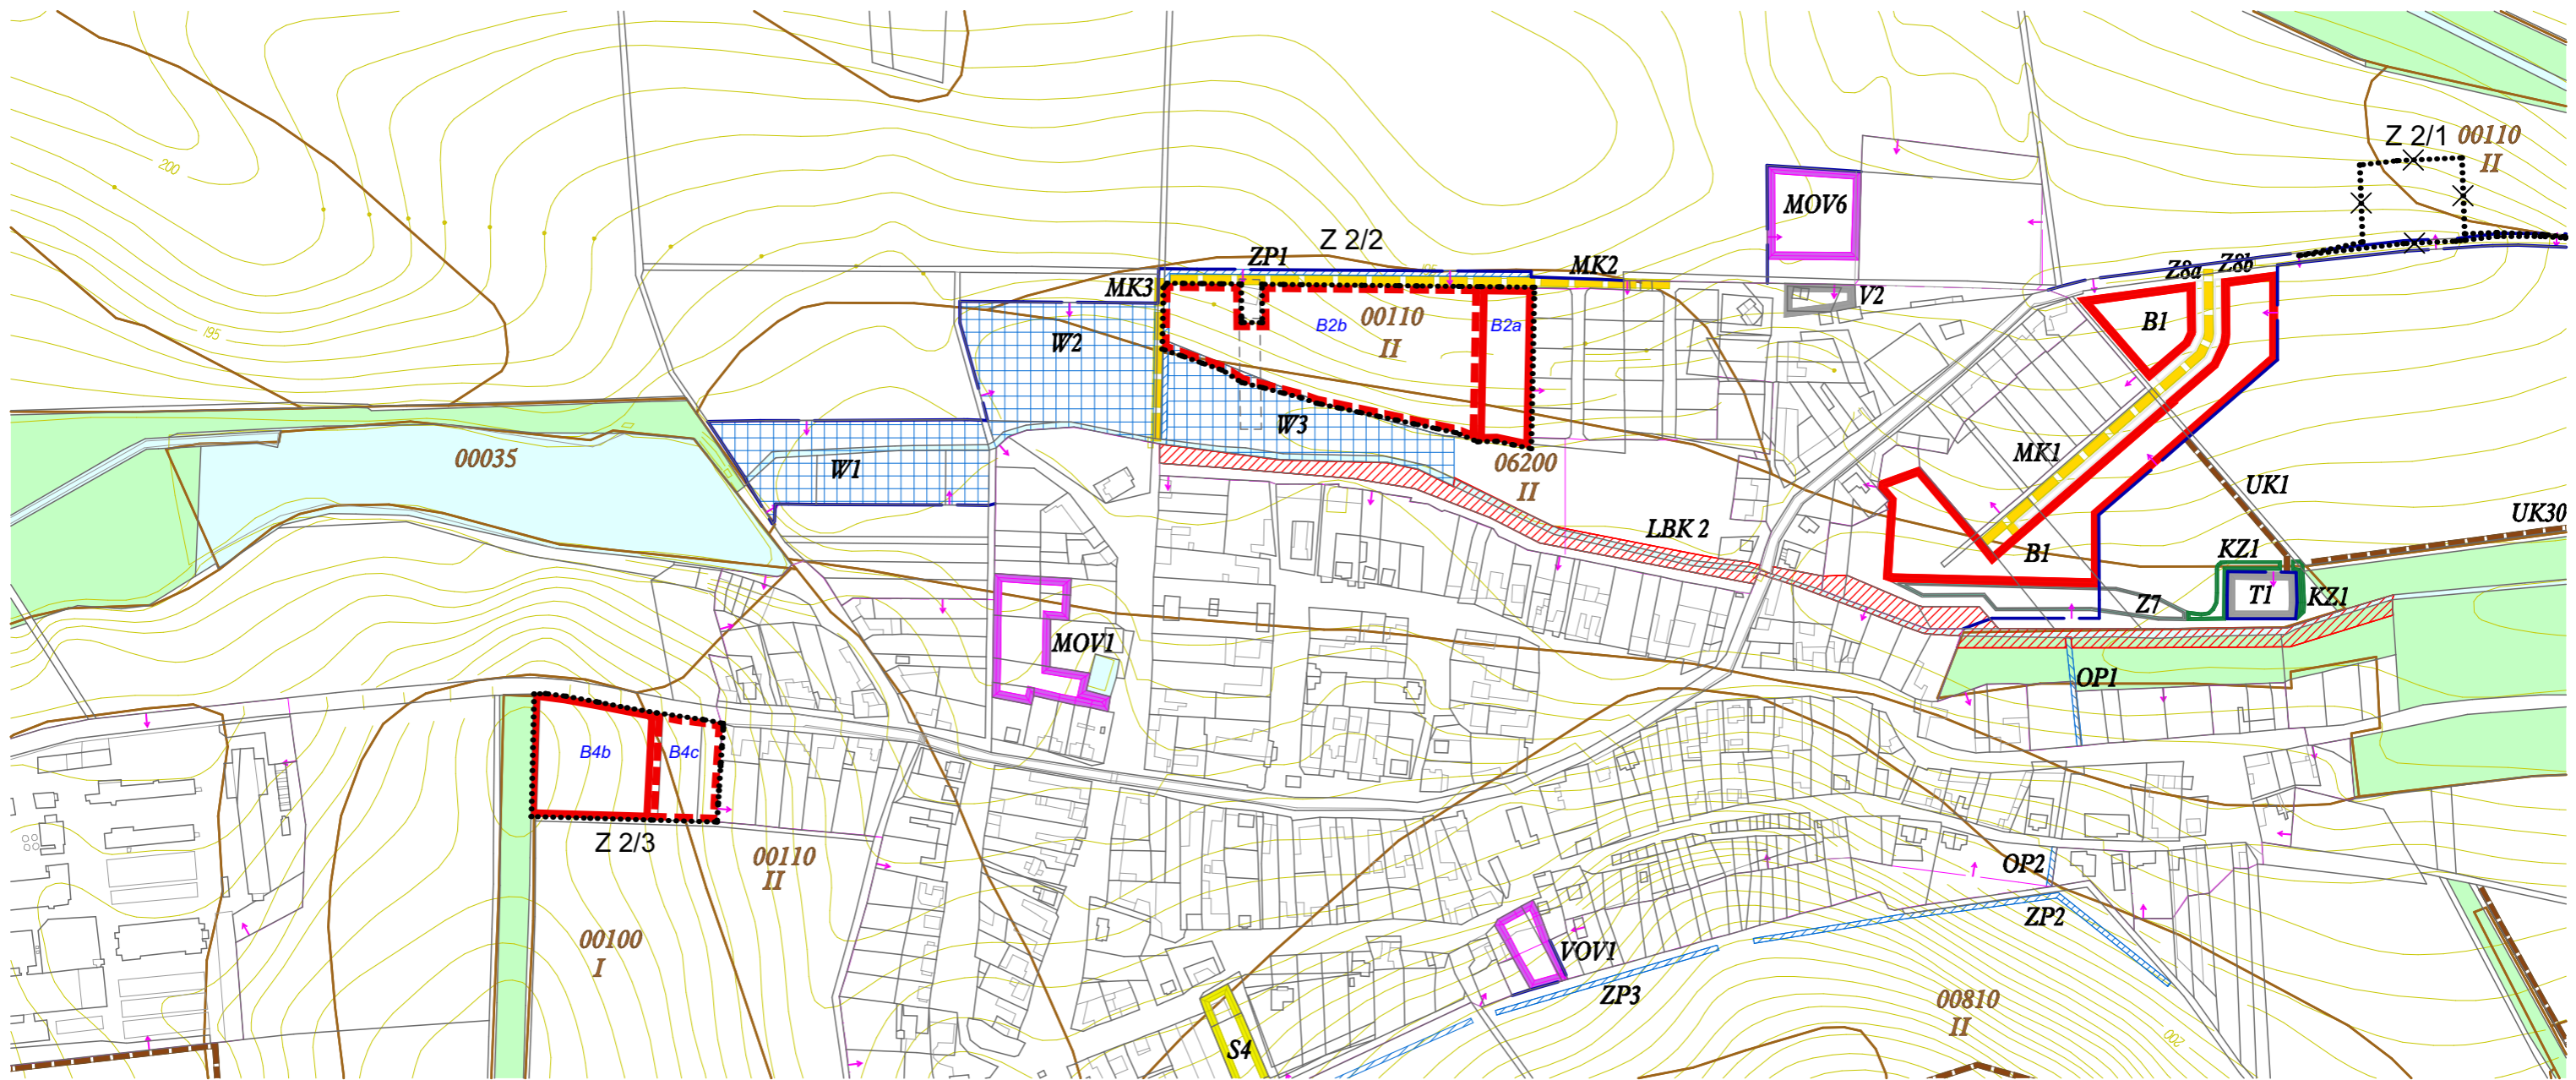 Z 2/1
00110
II
200
MOV6
Z 2/2
ZP1
MK2
MK3
Z8a
Z8b
V2
W2
B2b
00110
II
B2a
B1
195
W3
00035
W1
06200
II
MK1
UK1
UK30
LBK 2
B1
KZ1
T1
KZ1
Z7
MOV1
OP1
B4b
B4c
Z 2/3
00110
II
OP2
ZP2
00100
I
VOV1
ZP3
00810
II
S4
200